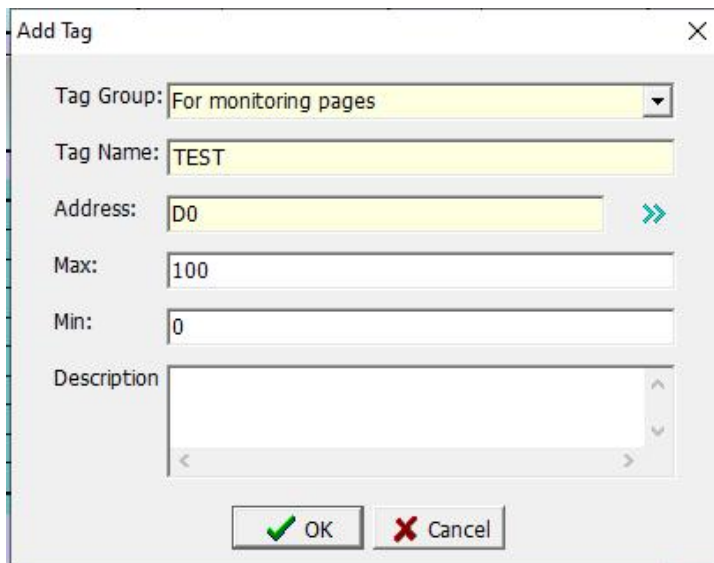 Add Tag
Tag Group: For monitoring pages
Tag Name: TEST
Address: D0
Max: 100
Min: 0
Description
OK Cancel